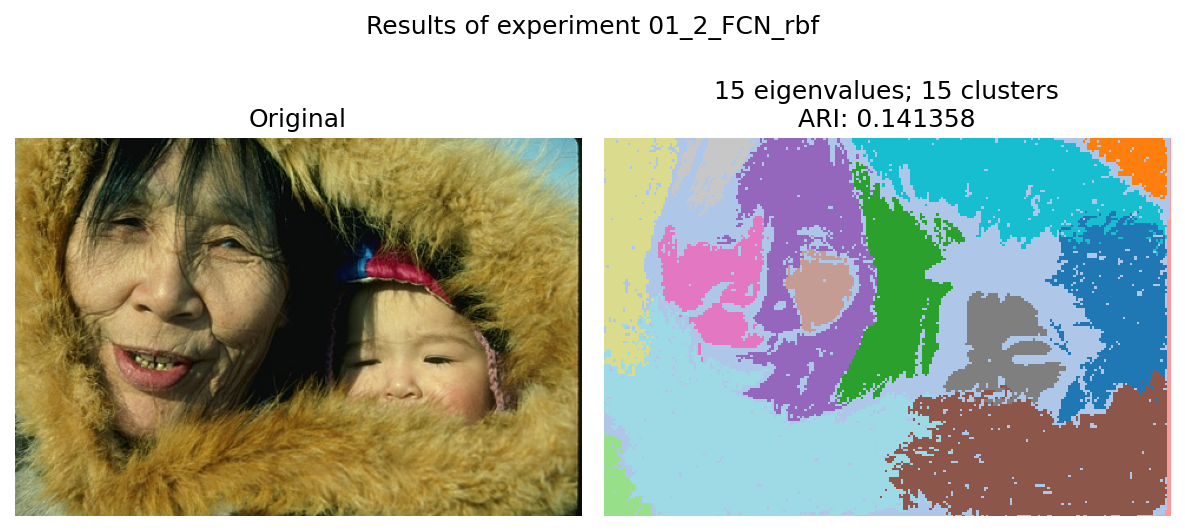 Results of experiment 01_2_FCN_rbf
Original
15 eigenvalues; 15 clusters
ARI: 0.141358